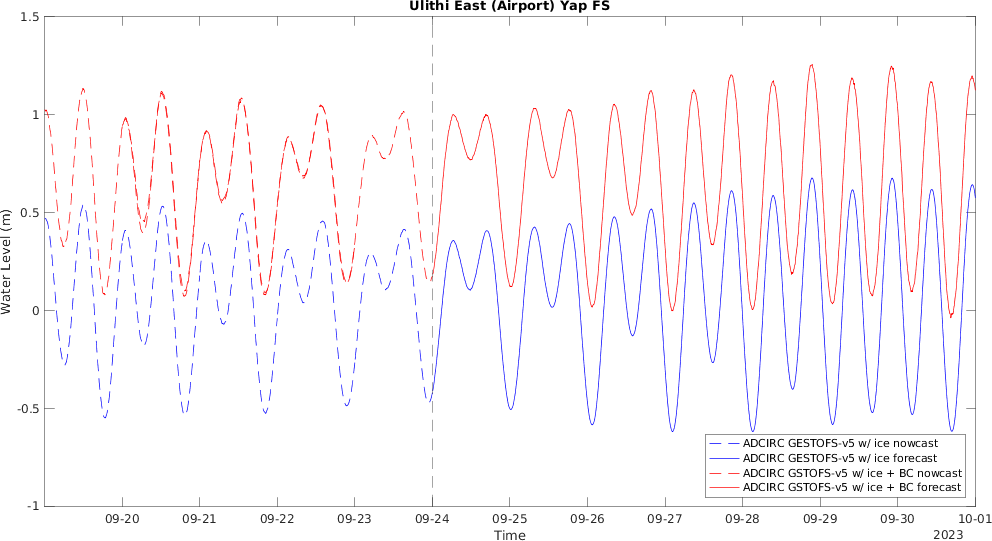 Ulithi East (Airport) Yap FS
1.5
1
0.5
0
-0.5
-1
Water Level (m)
ADCIRC GESTOFS-v5 w/ ice nowcast
ADCIRC GESTOFS-v5 w/ ice forecast
ADCIRC GSTOFS-v5 w/ ice + BC nowcast
ADCIRC GSTOFS-v5 w/ ice + BC forecast
09-20 09-21 09-22 09-23 09-24 09-25 09-26 09-27 09-28 09-29 09-30 10-01
Time
2023